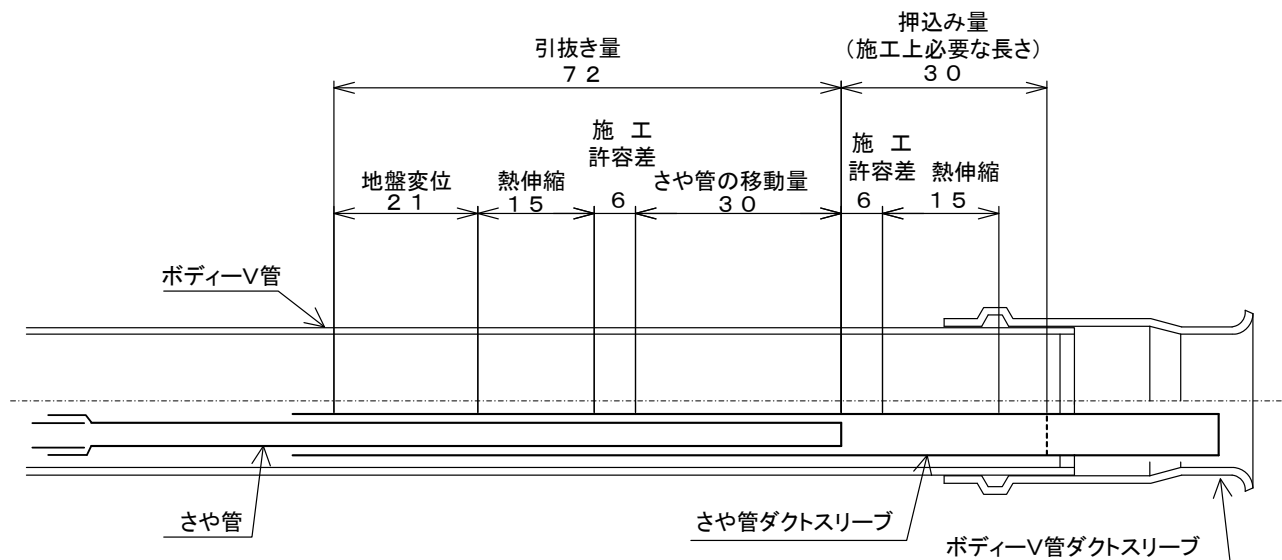 押込み量
（施工上必要な長さ）
３０
引抜き量
７２
施　工
許容差
６
地盤変位
２１
熱伸縮
１５
さや管の移動量
３０
施　工
許容差
６
熱伸縮
１５
ボディーＶ管
さや管
さや管ダクトスリーブ
ボディーＶ管ダクトスリーブ